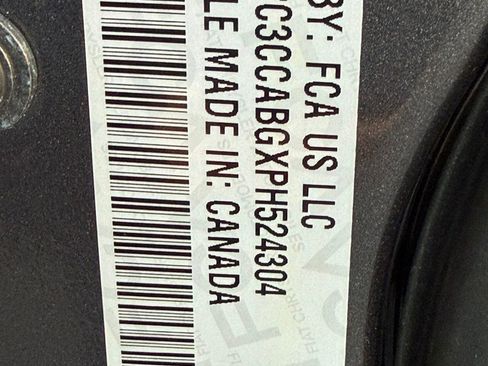 BY: FCA US LLC
C3CCABGXPH524304
LE MADE IN: CANADA